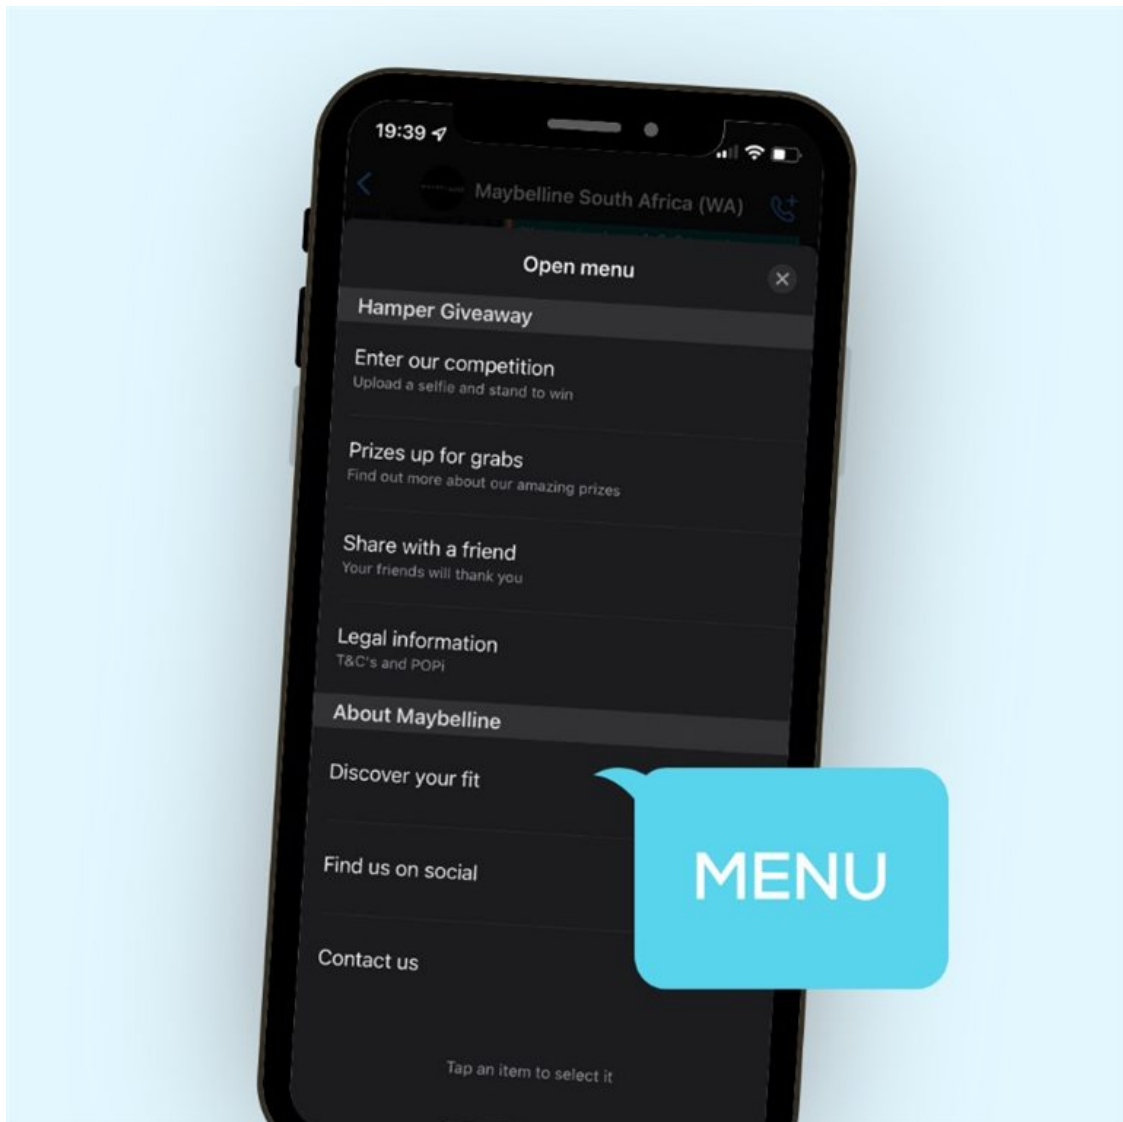 19:39
Maybelline South Africa (WA)
Open menu
Hamper Giveaway
Enter our competition
Upload a selfie and stand to win
Prizes up for grabs
Find out more about our amazing prizes
Share with a friend
Your friends will thank you
Legal information
T&C's and POPi
About Maybelline
Discover your fit
MENU
Find us on social
Contact us
Tap an item to select it